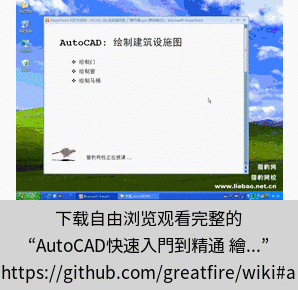 AutoCAD: 绘制建筑设施图
❖ 绘制门
❖ 绘制窗
❖ 绘制马桶
猎豹网校正在授课 ...
猎豹网
猎豹网校
www.liebao.net.cn
下载自由浏览观看完整的
“AutoCAD快速入門到精通 繪...”
https://github.com/greatfire/wiki#a